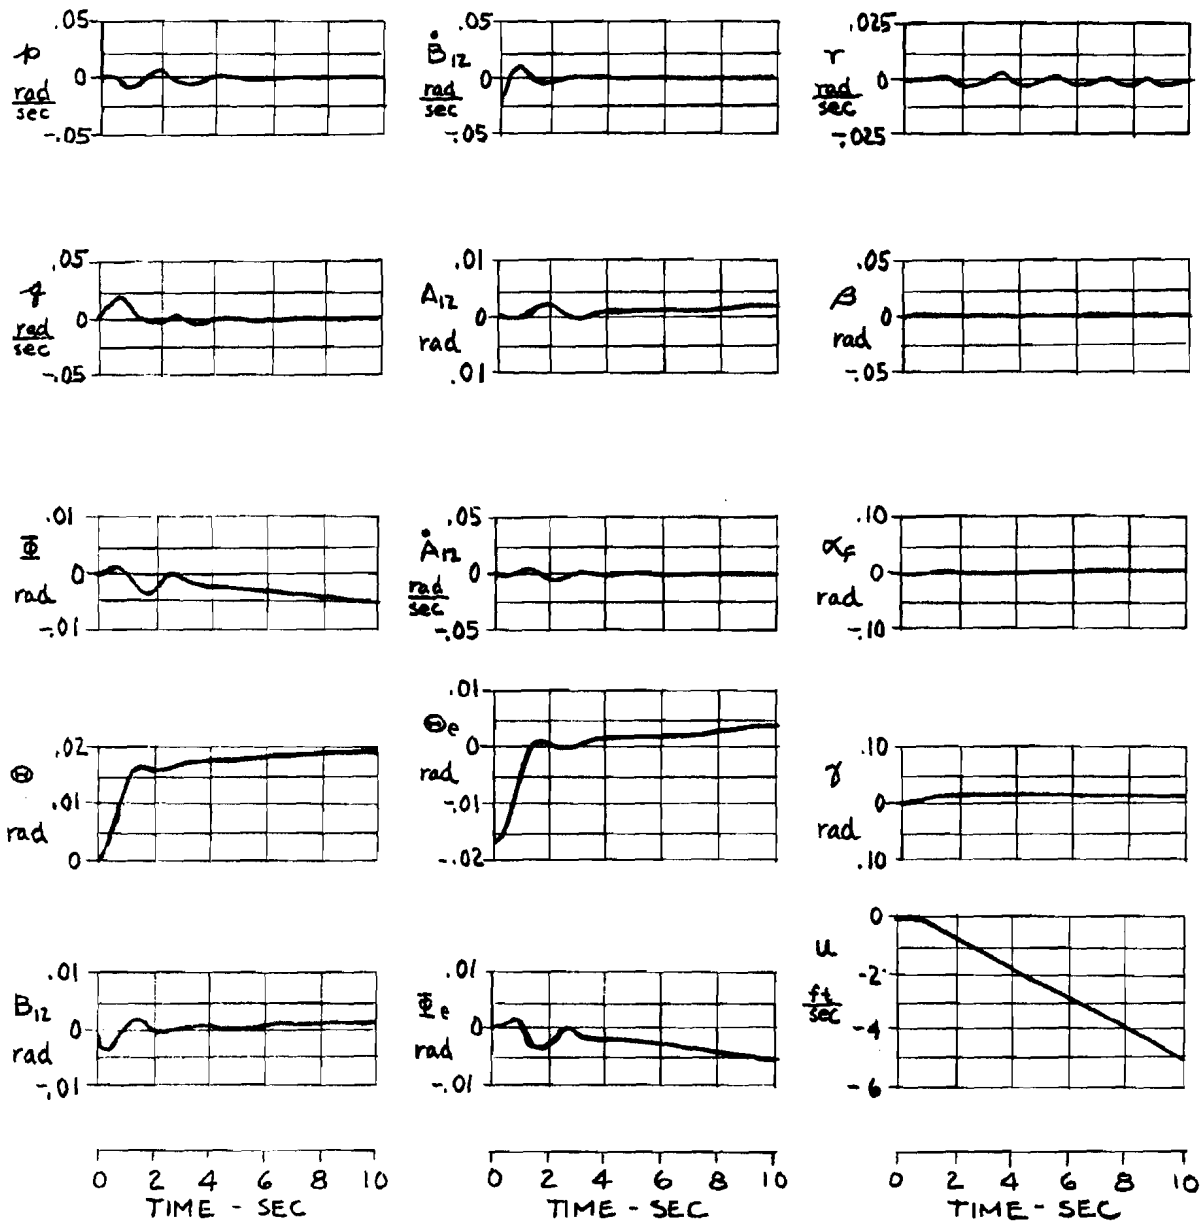 .05
p
0
rad
sec
-.05
.05
Ḃ12
0
rad
sec
-.05
.025
r
0
rad
sec
-.025
.05
q
0
rad
sec
-.05
.01
A12
0
rad
.01
.05
β
0
rad
-.05
.01
Φ
0
rad
-.01
.05
Ȧ12
0
rad
sec
-.05
.10
αf
0
rad
-.10
.02
Θ
.01
rad
0
.01
Θe
0
rad
-.01
-.02
.10
γ
0
rad
.10
.01
B12
0
rad
-.01
.01
Φe
0
rad
-.01
0
u
-2
ft
sec
-4
-6
0 2 4 6 8 10
TIME - SEC
0 2 4 6 8 10
TIME - SEC
0 2 4 6 8 10
TIME - SEC